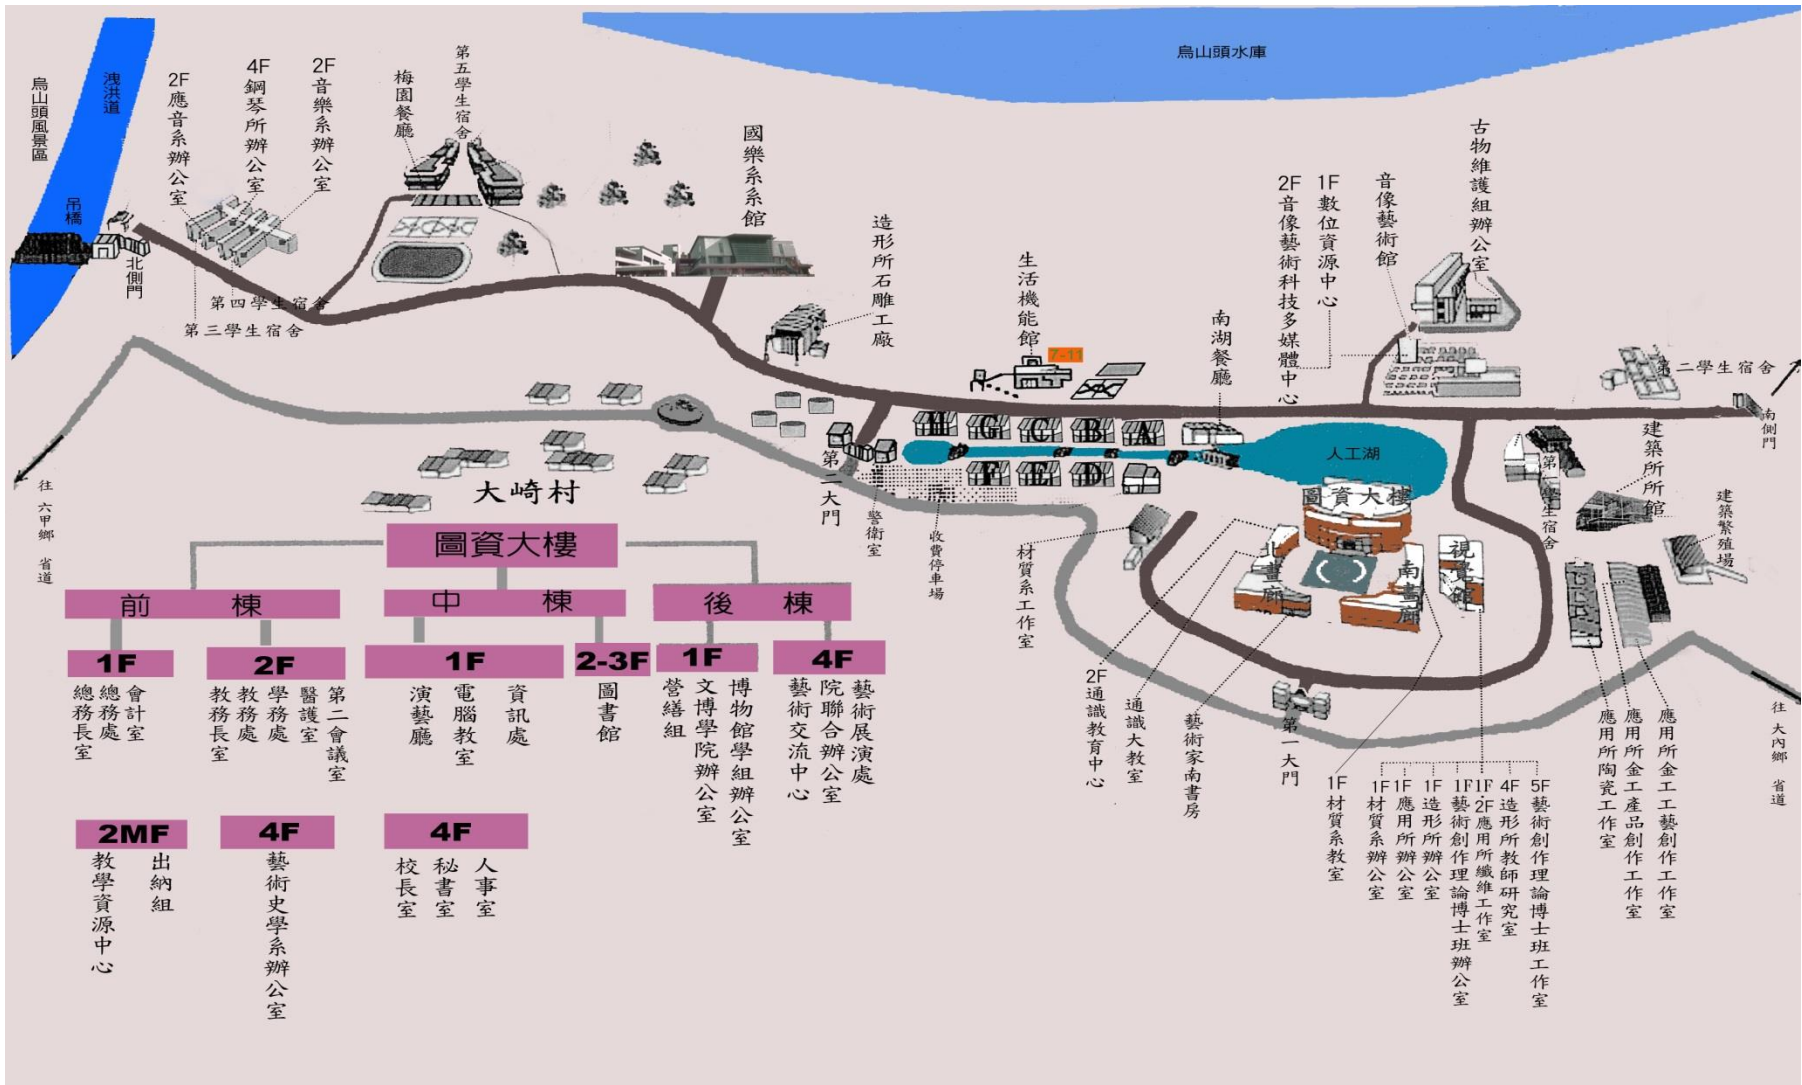 烏山頭風景區
洩洪道
吊橋
北側門
2F應音系辦公室
4F鋼琴所辦公室
2F音樂系辦公室
第四學生宿舍
第三學生宿舍
梅園餐廳
第五學生宿舍
國樂系系館
造形所石雕工廠
生活機能館
7-11
南湖餐廳
烏山頭水庫
2F音像藝術科技多媒體中心
1F數位資源中心
音像藝術館
古物維護組辦公室
第二學生宿舍
南側門
往 六甲鄉 省道
大崎村
第二大門
警衛室
收費停車場
H
G
C
B
A
F
E
D
人工湖
材質系工作室
圖資大樓
北畫廊
南畫廊
視覺館
第一學生宿舍
建築所所館
建築繁殖場
2F通識教育中心
通識大教室
藝術家南書房
第一大門
1F材質系教室
1F材質系辦公室
1F應用所辦公室
1F造形所辦公室
1F藝術創作理論博士班辦公室
1F.2F應用所纖維工作室
4F造形所教師研究室
5F藝術創作理論博士班工作室
應用所陶瓷工作室
應用所金工產品創作工作室
應用所金工工藝創作工作室
往 大內鄉 省道
圖資大樓
前棟
中棟
後棟
1F
總務長室
總務處
會計室
2F
教務長室
教務處
學務處
醫護室
第二會議室
1F
演藝廳
電腦教室
資訊處
2-3F
圖書館
1F
營繕組
文博學院辦公室
博物館學組辦公室
4F
藝術交流中心
院聯合辦公室
藝術展演處
2MF
教學資源中心
出納組
4F
藝術史學系辦公室
4F
校長室
秘書室
人事室